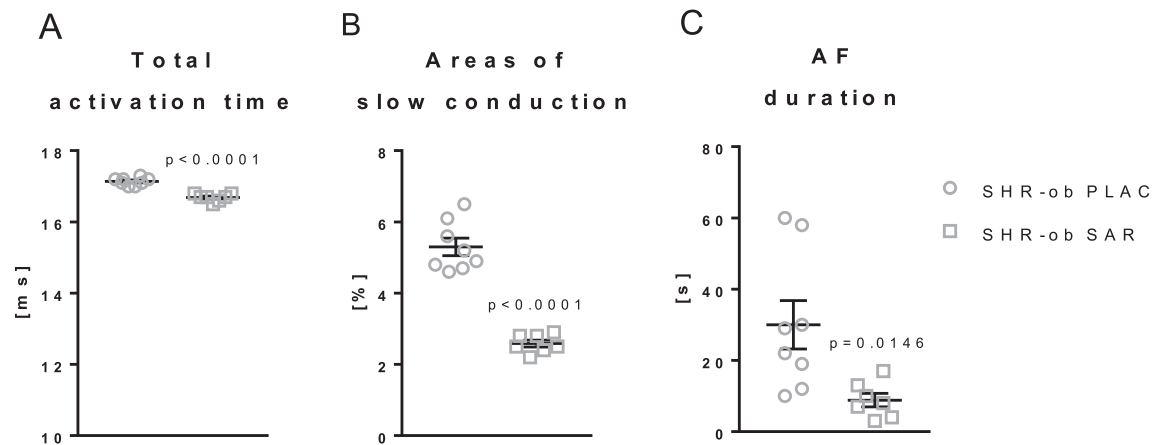 A
Total
activation time
[ms]
18
16
14
12
10
p<0.0001
B
Areas of
slow conduction
[%]
8
6
4
2
0
p<0.0001
C
AF
duration
[s]
80
60
40
20
0
p=0.0146
SHR-ob PLAC
SHR-ob SAR